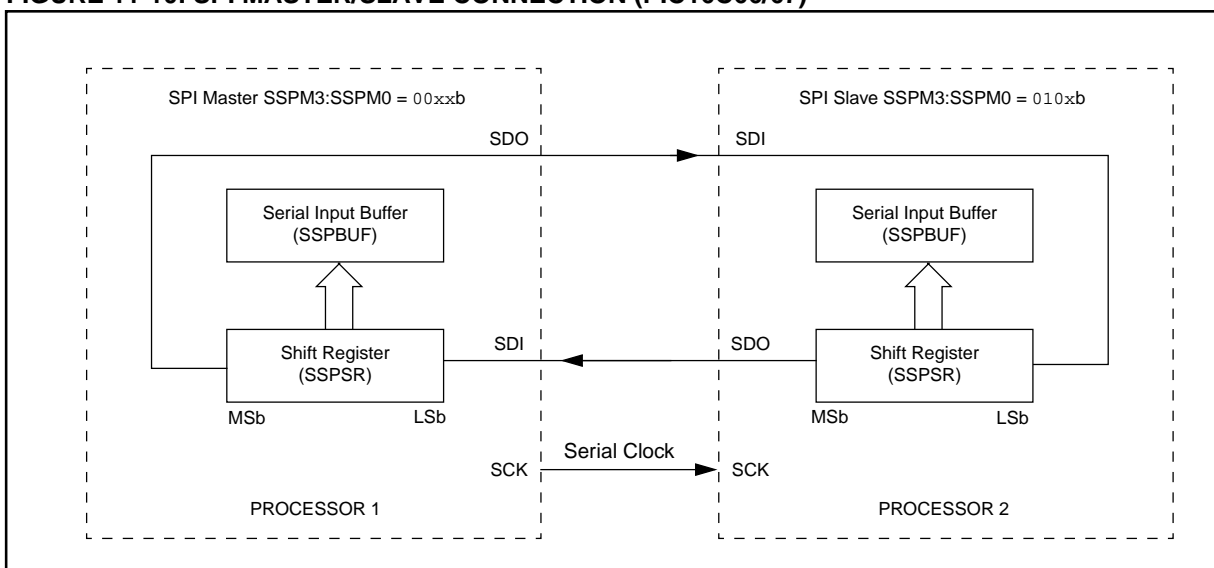 SPI Master SSPM3:SSPM0 = 00xxb
SDO
Serial Input Buffer
(SSPBUF)
Shift Register
(SSPSR)
MSb
LSb
SDI
SCK
PROCESSOR 1
Serial Clock
SPI Slave SSPM3:SSPM0 = 010xb
SDI
Serial Input Buffer
(SSPBUF)
SDO
Shift Register
(SSPSR)
MSb
LSb
SCK
PROCESSOR 2